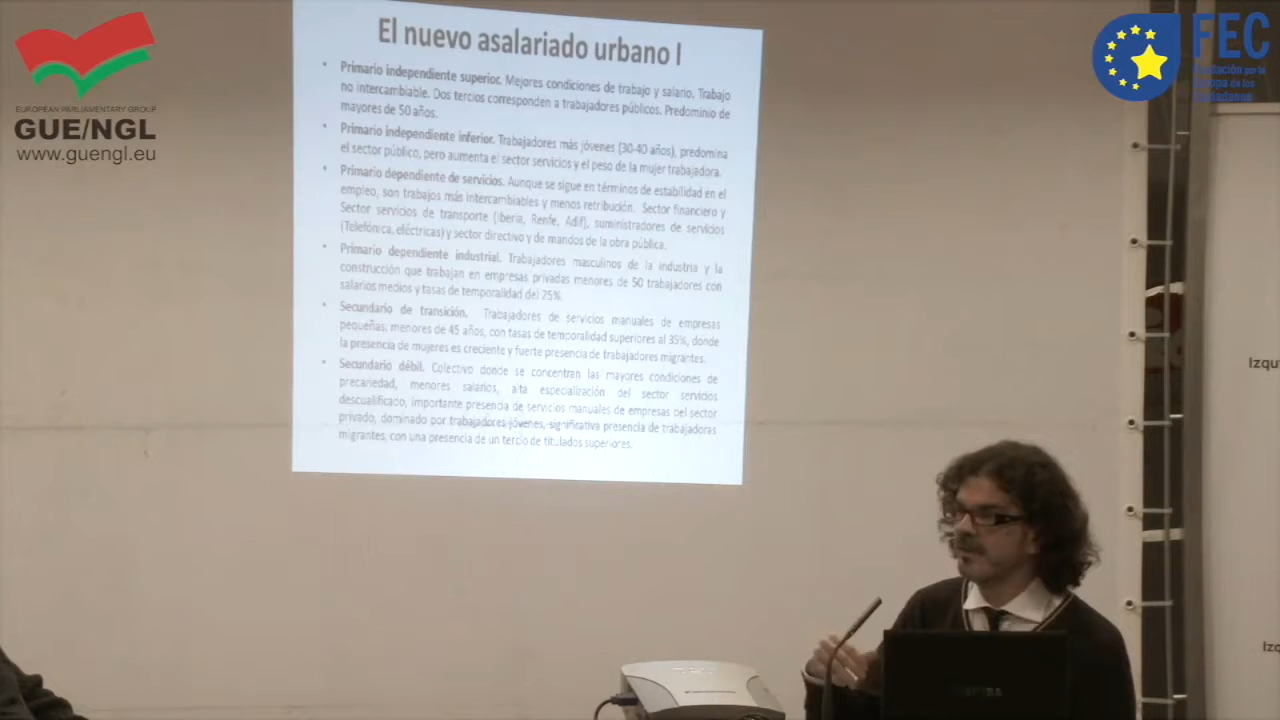 EUROPEAN PARLIAMENTARY GROUP
GUE/NGL
www.guengl.eu
El nuevo asalariado urbano I
• Primario independiente superior. Mejores condiciones de trabajo y salario. Trabajo
no intercambiable. Dos tercios corresponden a trabajadores públicos. Predominio de
mayores de 50 años.
• Primario independiente inferior. Trabajadores más jóvenes (30-40 años), predomina
el sector público, pero aumenta el sector servicios y el peso de la mujer trabajadora.
• Primario dependiente de servicios. Aunque se sigue en términos de estabilidad en el
empleo, son trabajos más intercambiables y menos retribución. Sector financiero y
Sector servicios de transporte (Iberia, Renfe, Adif), suministradores de servicios
(Telefónica, eléctricas) y sector directivo y de mandos de la obra pública.
• Primario dependiente industrial. Trabajadores masculinos de la industria y la
construcción que trabajan en empresas privadas menores de 50 trabajadores con
salarios medios y tasas de temporalidad del 25%
• Secundario de transición. Trabajadores de servicios manuales de empresas
pequeñas, menores de 45 años, con tasas de temporalidad superiores al 35%, donde
la presencia de mujeres es creciente y fuerte presencia de trabajadores migrantes.
• Secundario débil. Colectivo donde se concentran las mayores condiciones de
precariedad, menores salarios, alta especialización del sector servicios
descualificado, importante presencia de servicios manuales de empresas del sector
privado, dominado por trabajadores jóvenes, significativa presencia de trabajadoras
migrantes, con una presencia de un tercio de titulados superiores.
FEC
Fundación por la
Europa de los
Ciudadanos
Izqu
Izq
TOSHIBA